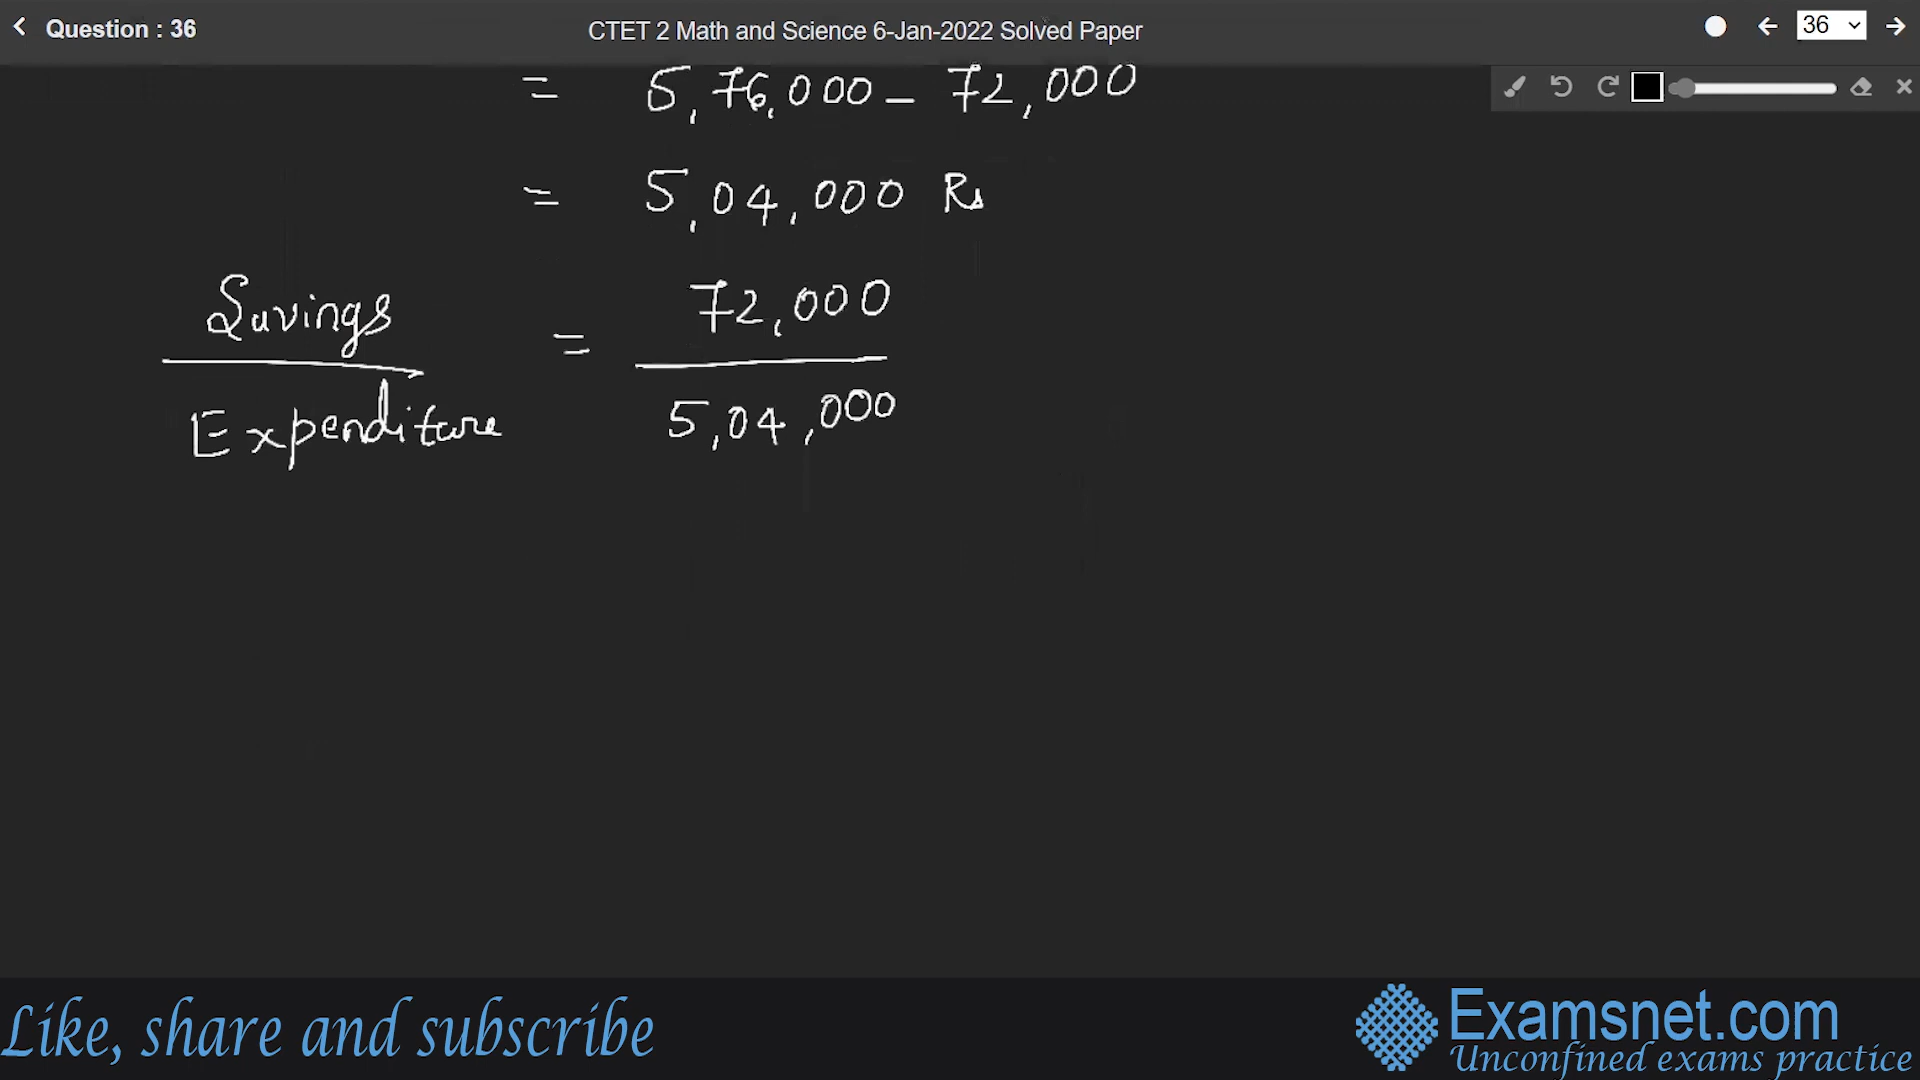 Question : 36
CTET 2 Math and Science 6-Jan-2022 Solved Paper
36
= 5,76,000 - 72,000
= 5,04,000 Rs
Savings = 72,000
Expenditure 5,04,000
Like, share and subscribe
Examsnet.com
Unconfined exams practice